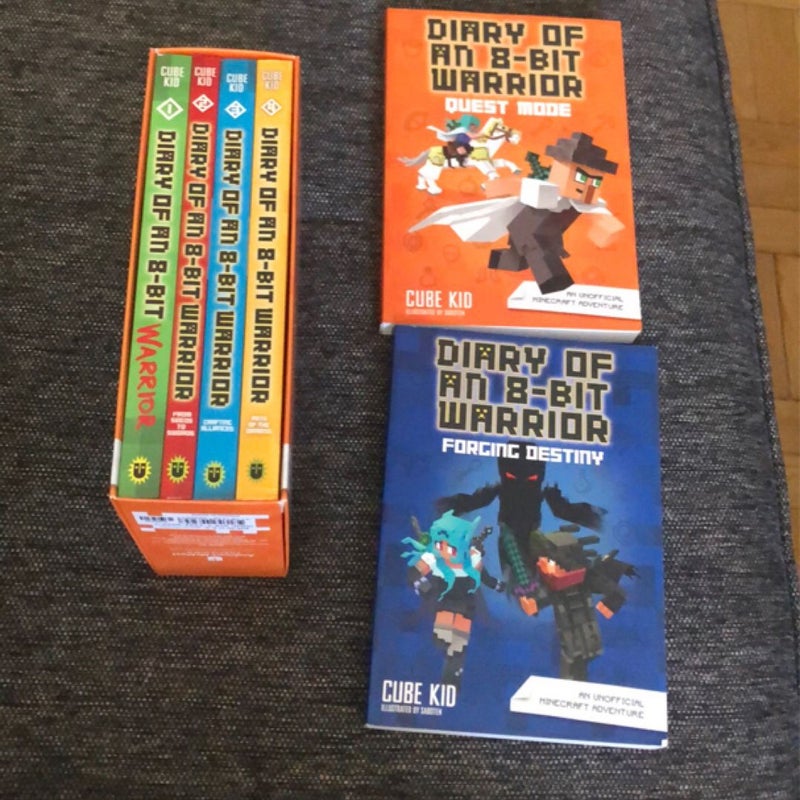 CUBE KID
1
DIARY OF AN 8-BIT WARRIOR
CUBE KID
2
DIARY OF AN 8-BIT WARRIOR
FROM SEEDS TO SWORDS
CUBE KID
3
DIARY OF AN 8-BIT WARRIOR
CRAFTING ALLIANCES
CUBE KID
4
DIARY OF AN 8-BIT WARRIOR
PATH OF THE DIAMOND
DIARY OF
AN 8-BIT
WARRIOR
QUEST MODE
CUBE KID
ILLUSTRATED BY SABOTEN
AN UNOFFICIAL
MINECRAFT ADVENTURE
DIARY OF
AN 8-BIT
WARRIOR
FORGING DESTINY
CUBE KID
ILLUSTRATED BY SABOTEN
AN UNOFFICIAL
MINECRAFT ADVENTURE